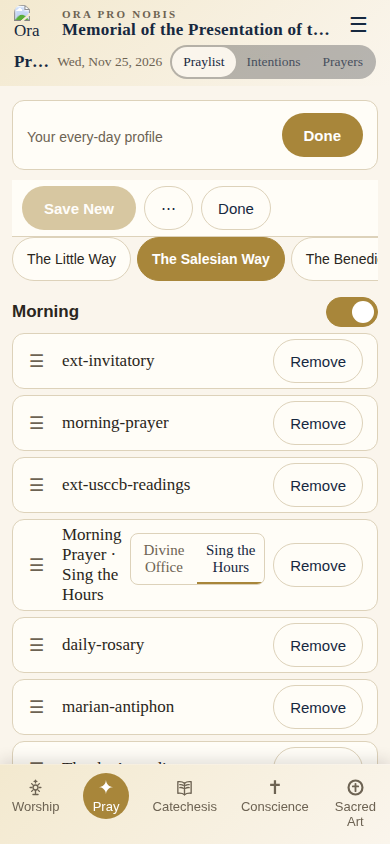 Ora
ORA PRO NOBIS
Memorial of the Presentation of t…
☰
Pr…
Wed, Nov 25, 2026
Praylist
Intentions
Prayers
Your every-day profile
Done
Save New
…
Done
The Little Way
The Salesian Way
The Benedi
Morning
ext-invitatory
Remove
morning-prayer
Remove
ext-usccb-readings
Remove
Morning
Prayer ·
Sing the
Hours
Divine
Office
Sing the
Hours
Remove
daily-rosary
Remove
marian-antiphon
Remove
Worship
Pray
Catechesis
Conscience
Sacred
Art